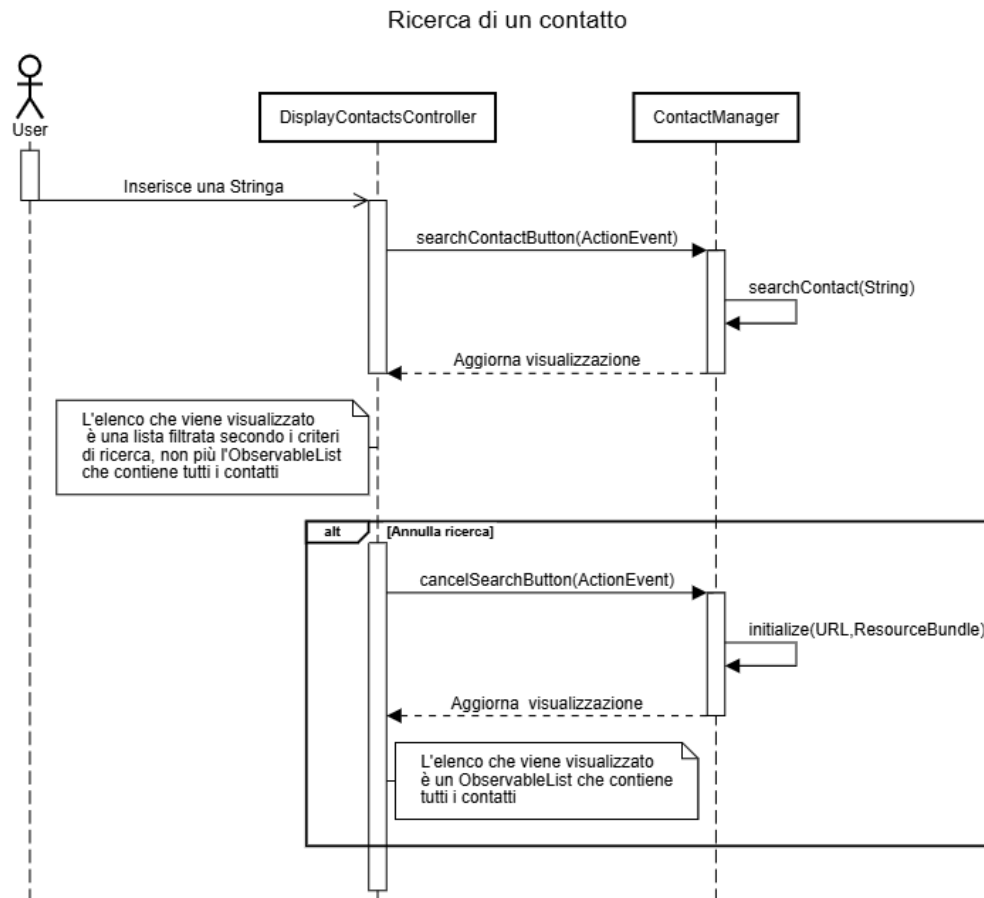 Ricerca di un contatto
User
DisplayContactsController
ContactManager
Inserisce una Stringa
searchContactButton(ActionEvent)
searchContact(String)
Aggiorna visualizzazione
L'elenco che viene visualizzato
è una lista filtrata secondo i criteri
di ricerca, non più l'ObservableList
che contiene tutti i contatti
alt
[Annulla ricerca]
cancelSearchButton(ActionEvent)
initialize(URL,ResourceBundle)
Aggiorna visualizzazione
L'elenco che viene visualizzato
è un ObservableList che contiene
tutti i contatti